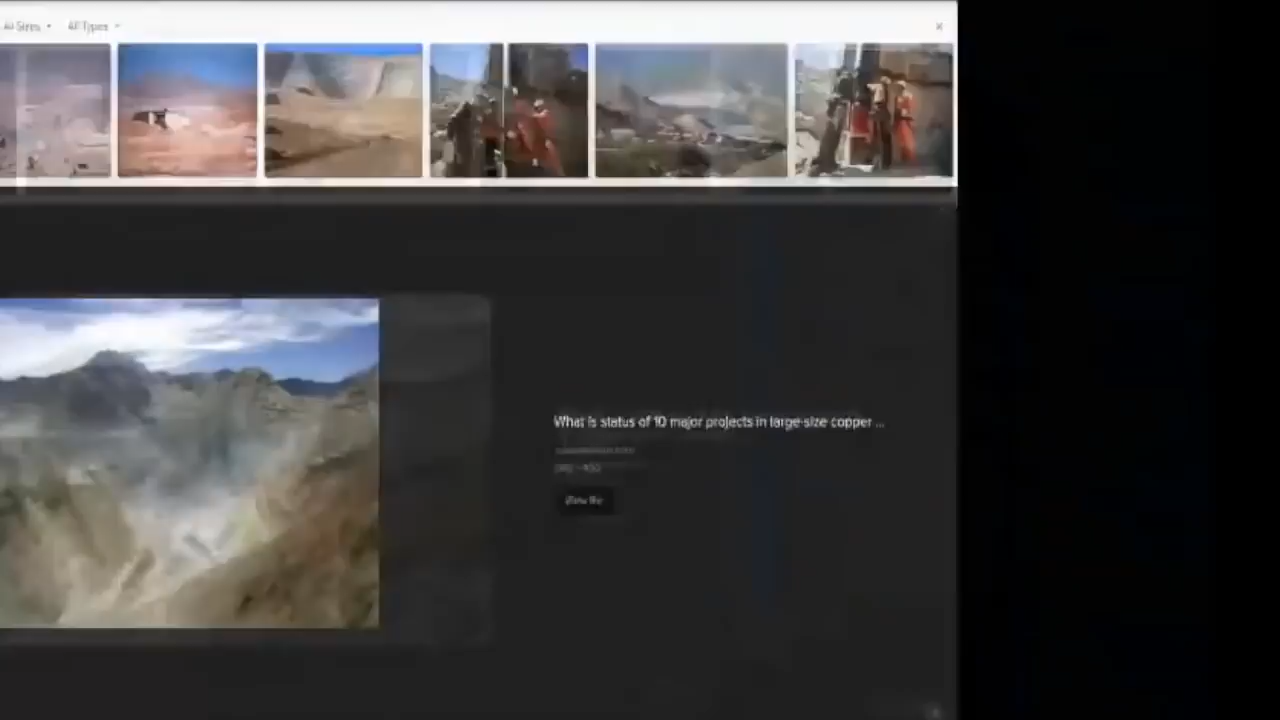 All Sizes
All Types
What is status of 10 major projects in large-size copper ...
View file